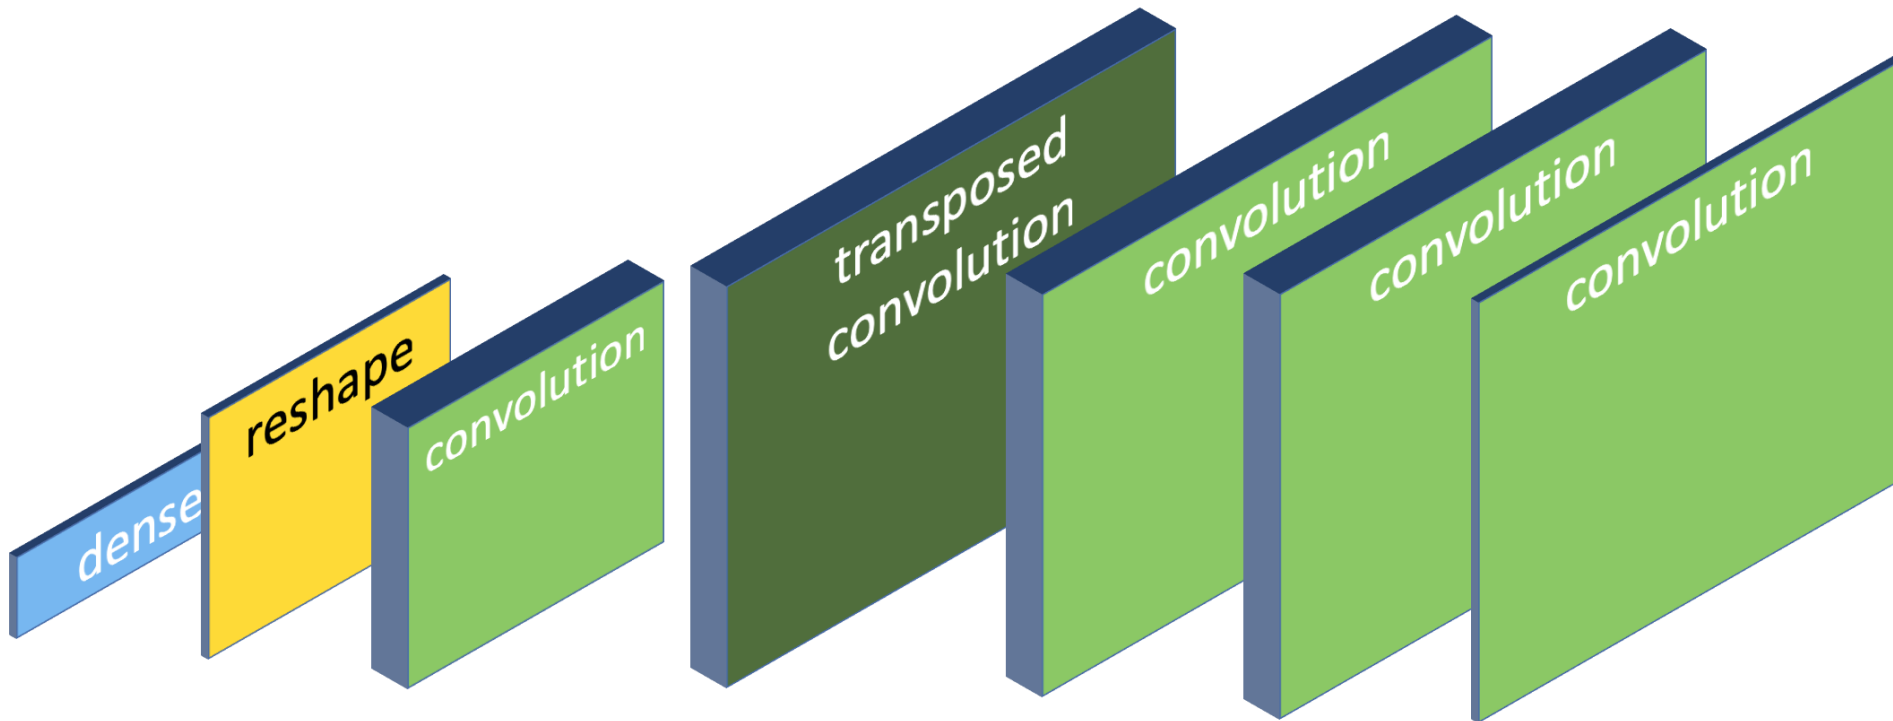 dense
reshape
convolution
transposed
convolution
convolution
convolution
convolution